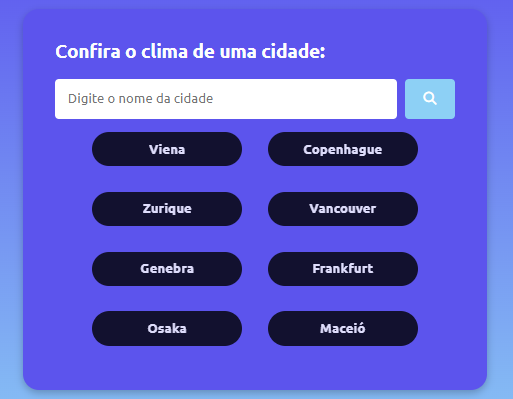 Confira o clima de uma cidade:
Digite o nome da cidade
Viena
Copenhague
Zurique
Vancouver
Genebra
Frankfurt
Osaka
Maceió